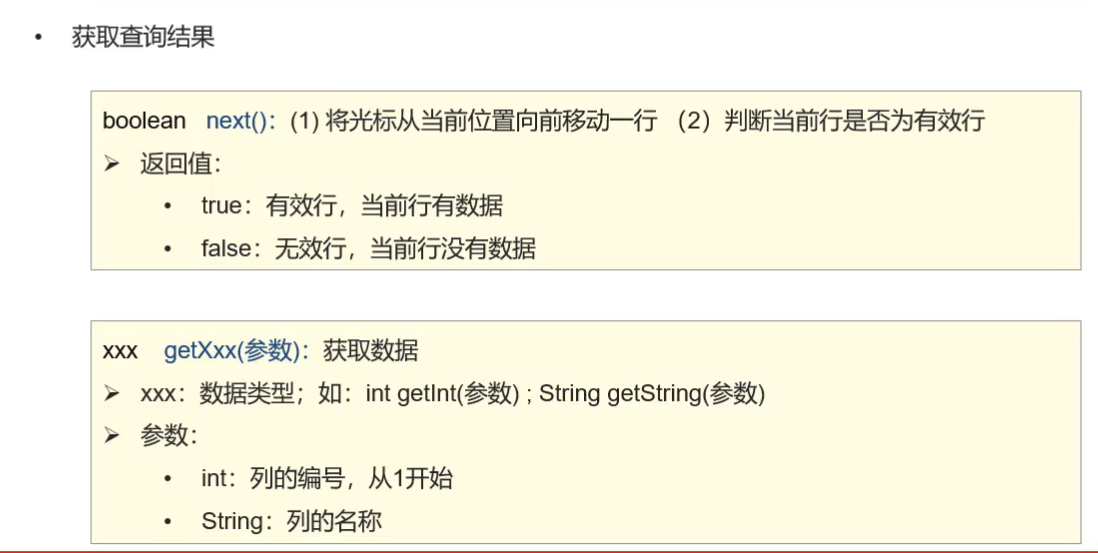 • 获取查询结果
boolean next()：(1) 将光标从当前位置向前移动一行 （2）判断当前行是否为有效行
➢ 返回值：
• true：有效行，当前行有数据
• false：无效行，当前行没有数据
xxx getXxx(参数)：获取数据
➢ xxx：数据类型；如：int getInt(参数) ; String getString(参数)
➢ 参数：
• int：列的编号，从1开始
• String：列的名称